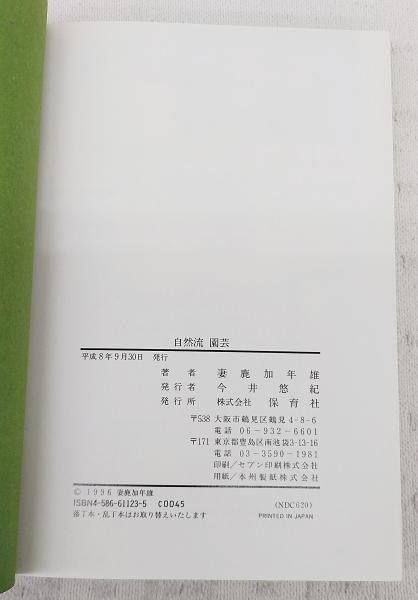 自然流 園芸
平成8年9月30日 発行
著者 妻鹿加年雄
発行者 今井悠紀
発行所 株式会社 保育社
〒538 大阪市鶴見区鶴見4-8-6
電話 06-932-6601
〒171 東京都豊島区南池袋3-13-16
電話 03-3590-1981
印刷/セブン印刷株式会社
用紙/本州製紙株式会社
© 1996 妻鹿加年雄
ISBN4-586-61123-5 C0045 (NDC620)
落丁本・乱丁本はお取り替えいたします PRINTED IN JAPAN